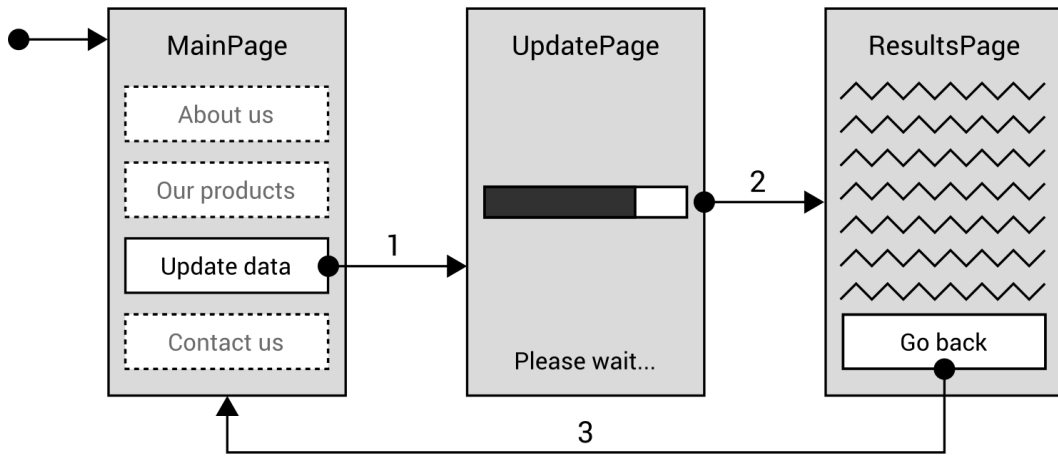 MainPage
About us
Our products
Update data
Contact us
1
UpdatePage
Please wait...
2
ResultsPage
Go back
3